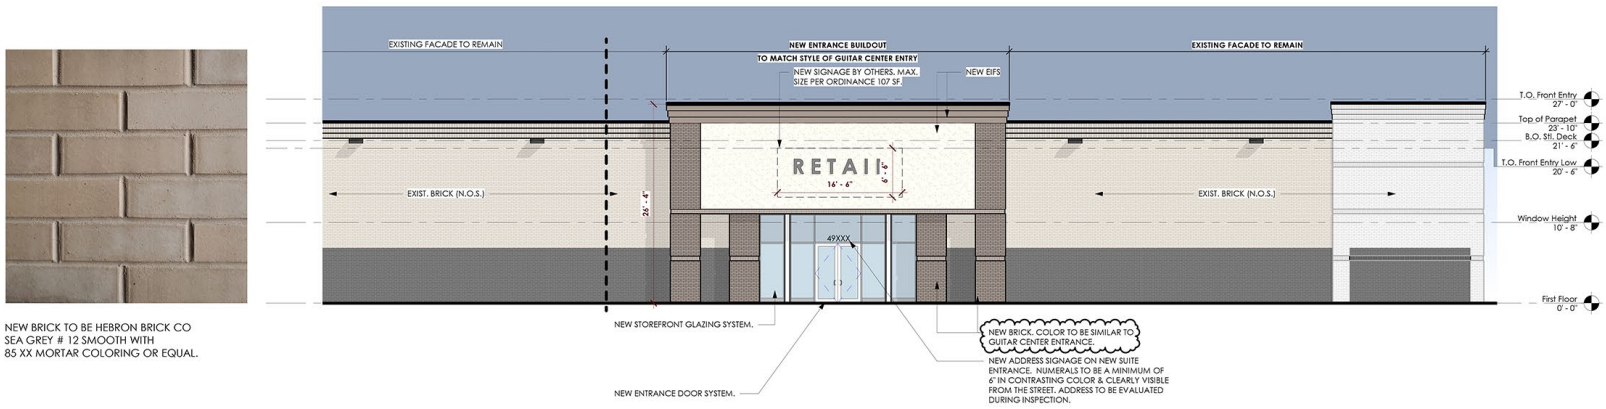 EXISTING FACADE TO REMAIN
NEW ENTRANCE BUILDOUT
TO MATCH STYLE OF GUITAR CENTER ENTRY
EXISTING FACADE TO REMAIN
NEW SIGNAGE BY OTHERS. MAX.
SIZE PER ORDINANCE 107 SF.
NEW EIFS
T.O. Front Entry
27' - 0"
Top of Parapet
23' - 10"
B.O. Stl. Deck
21' - 6"
T.O. Front Entry Low
20' - 6"
RETAIL
6' - 6"
16' - 6"
EXIST. BRICK (N.O.S.)
26' - 4"
EXIST. BRICK (N.O.S.)
Window Height
10' - 8"
49XXX
First Floor
0' - 0"
NEW BRICK TO BE HEBRON BRICK CO
SEA GREY # 12 SMOOTH WITH
85 XX MORTAR COLORING OR EQUAL.
NEW STOREFRONT GLAZING SYSTEM.
NEW BRICK. COLOR TO BE SIMILAR TO
GUITAR CENTER ENTRANCE.
NEW ADDRESS SIGNAGE ON NEW SUITE
ENTRANCE. NUMERALS TO BE A MINIMUM OF
6" IN CONTRASTING COLOR & CLEARLY VISIBLE
FROM THE STREET. ADDRESS TO BE EVALUATED
DURING INSPECTION.
NEW ENTRANCE DOOR SYSTEM.